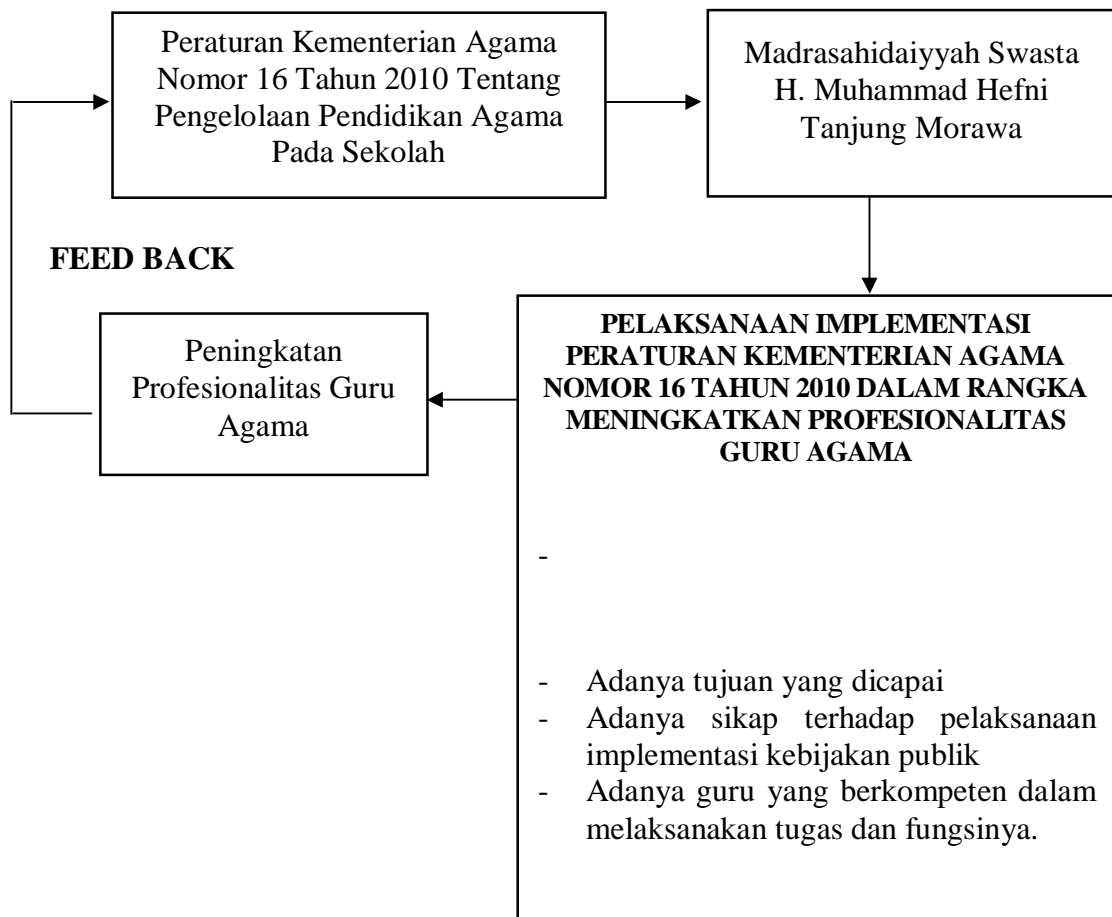 Peraturan Kementerian Agama
Nomor 16 Tahun 2010 Tentang
Pengelolaan Pendidikan Agama
Pada Sekolah
Madrasahidaiyyah Swasta
H. Muhammad Hefni
Tanjung Morawa
FEED BACK
Peningkatan
Profesionalitas Guru
Agama
PELAKSANAAN IMPLEMENTASI
PERATURAN KEMENTERIAN AGAMA
NOMOR 16 TAHUN 2010 DALAM RANGKA
MENINGKATKAN PROFESIONALITAS
GURU AGAMA
-
- Adanya tujuan yang dicapai
- Adanya sikap terhadap pelaksanaan
implementasi kebijakan publik
- Adanya guru yang berkompeten dalam
melaksanakan tugas dan fungsinya.